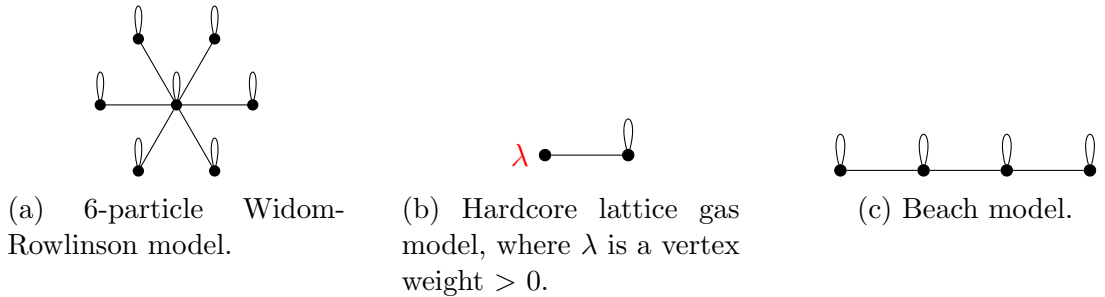 λ
(a) 6-particle Widom-
Rowlinson model.
(b) Hardcore lattice gas
model, where λ is a vertex
weight > 0.
(c) Beach model.